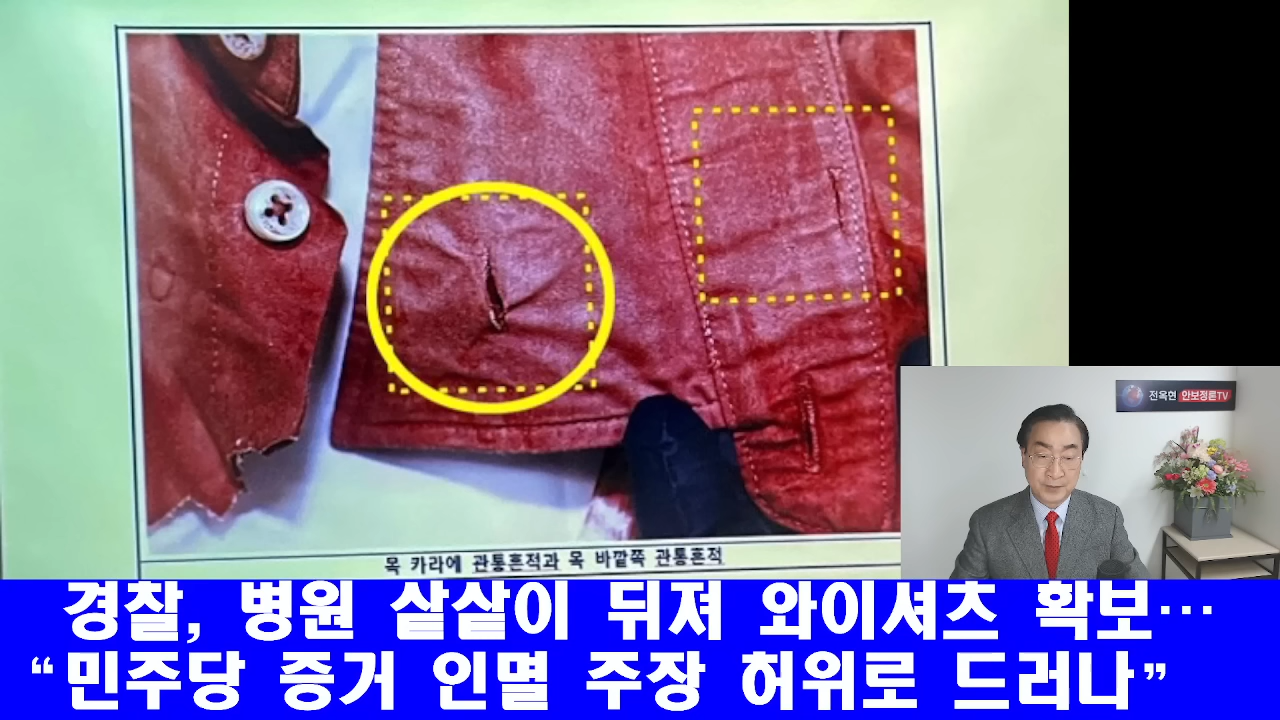 목 카라에 관통흔적과 목 바깥쪽 관통흔적
전옥현 안보정론TV
경찰, 병원 샅샅이 뒤져 와이셔츠 확보…
“민주당 증거 인멸 주장 허위로 드러나”